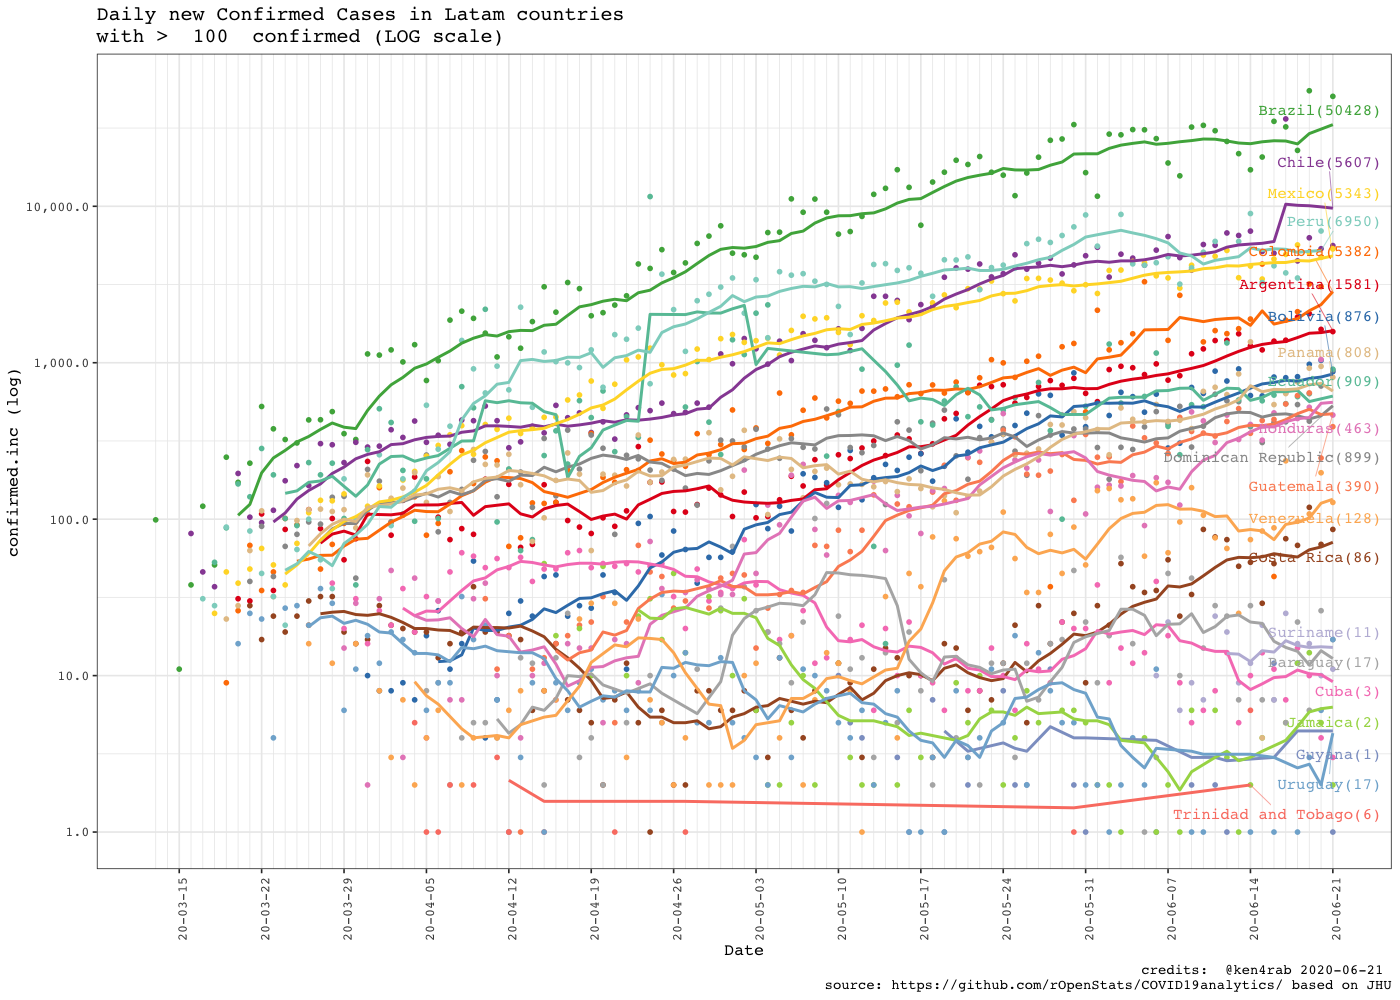 Daily new Confirmed Cases in Latam countries
with >  100  confirmed (LOG scale)
confirmed.inc (log)
10,000.0
1,000.0
100.0
10.0
1.0
Brazil(50428)
Chile(5607)
Mexico(5343)
Peru(6950)
Colombia(5382)
Argentina(1581)
Bolivia(876)
Panama(808)
Ecuador(909)
Honduras(463)
Dominican Republic(899)
Guatemala(390)
Venezuela(128)
Costa Rica(86)
Suriname(11)
Paraguay(17)
Cuba(3)
Jamaica(2)
Guyana(1)
Uruguay(17)
Trinidad and Tobago(6)
20-03-15
20-03-22
20-03-29
20-04-05
20-04-12
20-04-19
20-04-26
20-05-03
20-05-10
20-05-17
20-05-24
20-05-31
20-06-07
20-06-14
20-06-21
Date
credits:  @ken4rab 2020-06-21
source: https://github.com/rOpenStats/COVID19analytics/ based on JHU